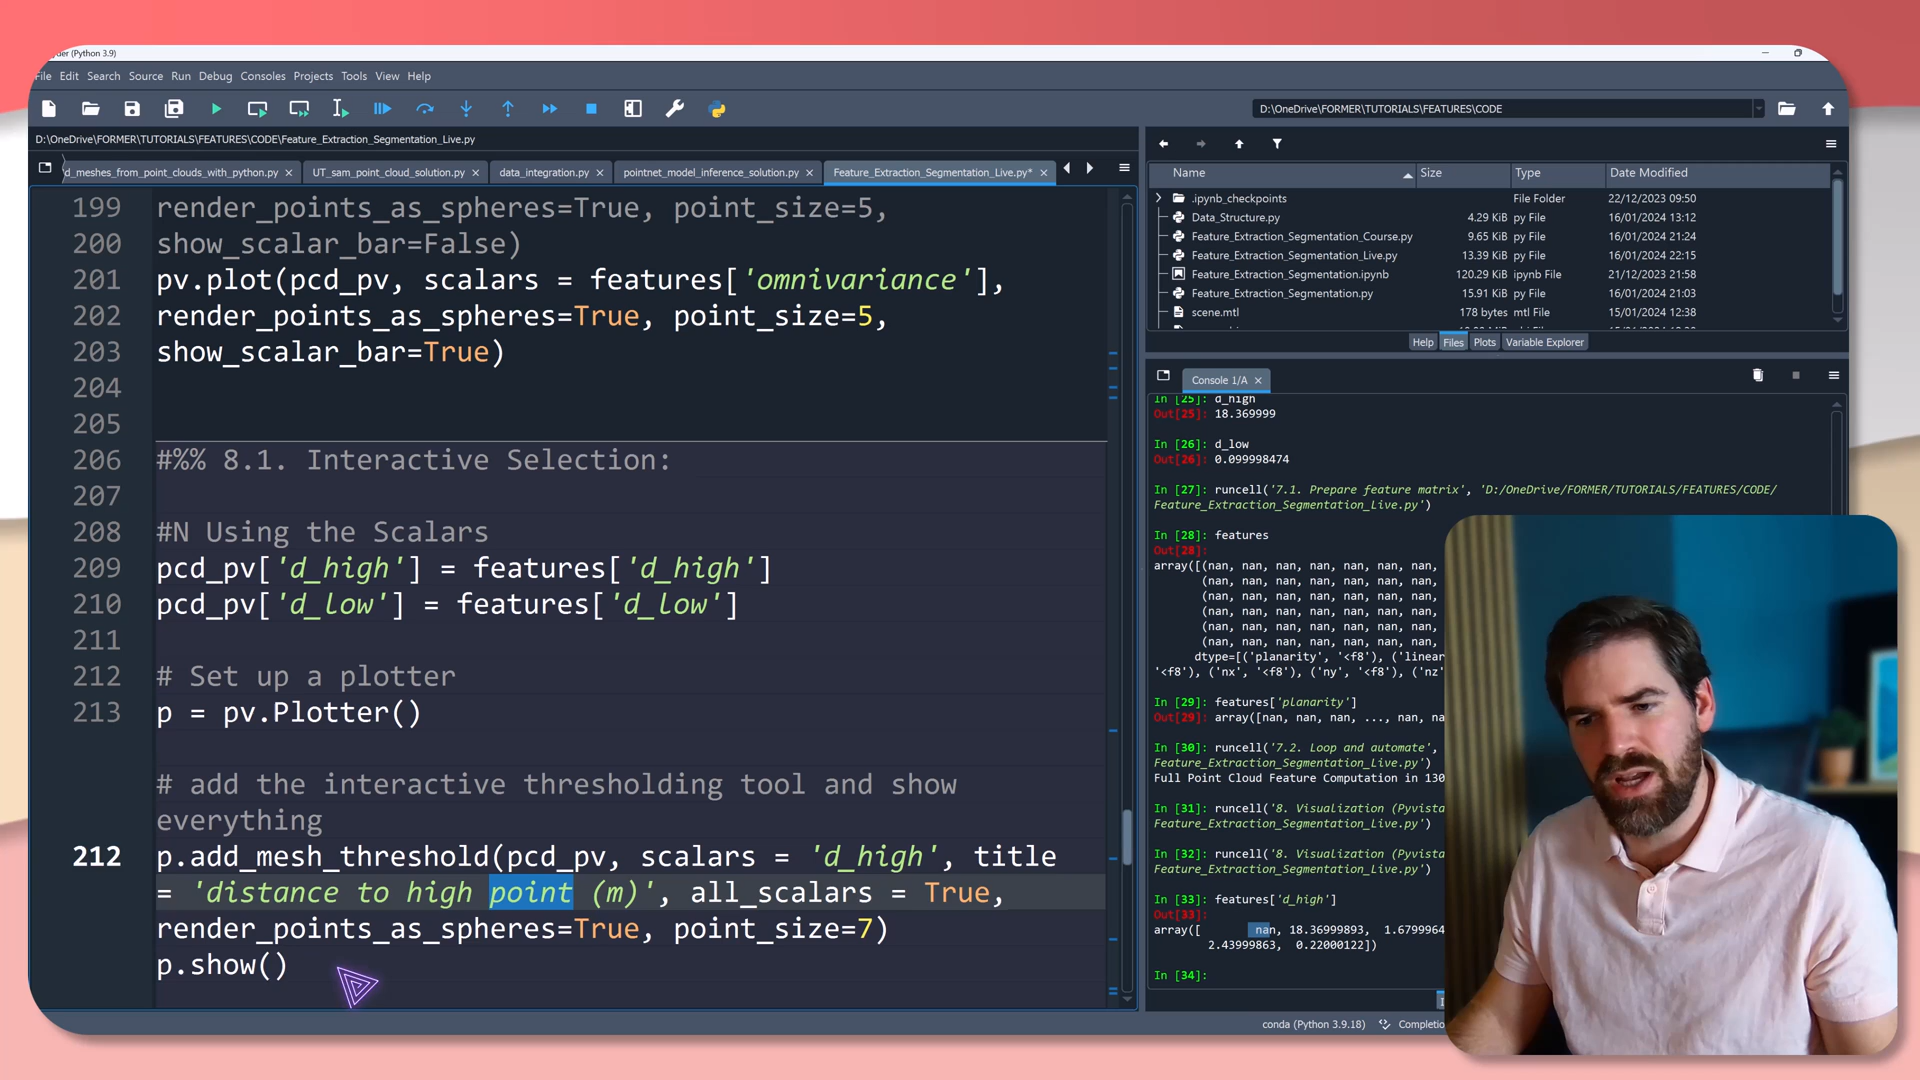 der (Python 3.9)
File Edit Search Source Run Debug Consoles Projects Tools View Help
D:\OneDrive\FORMER\TUTORIALS\FEATURES\CODE
D:\OneDrive\FORMER\TUTORIALS\FEATURES\CODE\Feature_Extraction_Segmentation_Live.py
d_meshes_from_point_clouds_with_python.py
UT_sam_point_cloud_solution.py
data_integration.py
pointnet_model_inference_solution.py
Feature_Extraction_Segmentation_Live.py*
199 render_points_as_spheres=True, point_size=5,
200 show_scalar_bar=False)
201 pv.plot(pcd_pv, scalars = features['omnivariance'],
202 render_points_as_spheres=True, point_size=5,
203 show_scalar_bar=True)
204
205
206 #%% 8.1. Interactive Selection:
207
208 #N Using the Scalars
209 pcd_pv['d_high'] = features['d_high']
210 pcd_pv['d_low'] = features['d_low']
211
212 # Set up a plotter
213 p = pv.Plotter()
# add the interactive thresholding tool and show
everything
212 p.add_mesh_threshold(pcd_pv, scalars = 'd_high', title
= 'distance to high point (m)', all_scalars = True,
render_points_as_spheres=True, point_size=7)
p.show()
Name Size Type Date Modified
.ipynb_checkpoints File Folder 22/12/2023 09:50
Data_Structure.py 4.29 KiB py File 16/01/2024 13:12
Feature_Extraction_Segmentation_Course.py 9.65 KiB py File 16/01/2024 21:24
Feature_Extraction_Segmentation_Live.py 13.39 KiB py File 16/01/2024 22:15
Feature_Extraction_Segmentation.ipynb 120.29 KiB ipynb File 21/12/2023 21:58
Feature_Extraction_Segmentation.py 15.91 KiB py File 16/01/2024 21:03
scene.mtl 178 bytes mtl File 15/01/2024 12:38
Help Files Plots Variable Explorer
Console 1/A
In [25]: d_high
Out[25]: 18.369999
In [26]: d_low
Out[26]: 0.099998474
In [27]: runcell('7.1. Prepare feature matrix', 'D:/OneDrive/FORMER/TUTORIALS/FEATURES/CODE/
Feature_Extraction_Segmentation_Live.py')
In [28]: features
Out[28]:
array([(nan, nan, nan, nan, nan, nan,
(nan, nan, nan, nan, nan, nan,
(nan, nan, nan, nan, nan, nan,
(nan, nan, nan, nan, nan, nan,
(nan, nan, nan, nan, nan, nan,
(nan, nan, nan, nan, nan, nan,
dtype=[('planarity', '<f8'), ('linear
'<f8'), ('nx', '<f8'), ('ny', '<f8'), ('nz'
In [29]: features['planarity']
Out[29]: array([nan, nan, nan, ..., nan, na
In [30]: runcell('7.2. Loop and automate',
Feature_Extraction_Segmentation_Live.py')
Full Point Cloud Feature Computation in 130
In [31]: runcell('8. Visualization (Pyvista
Feature_Extraction_Segmentation_Live.py')
In [32]: runcell('8. Visualization (Pyvista
Feature_Extraction_Segmentation_Live.py')
In [33]: features['d_high']
Out[33]:
array([ nan, 18.36999893, 1.6799964
2.43999863, 0.22000122])
In [34]:
conda (Python 3.9.18) Completio